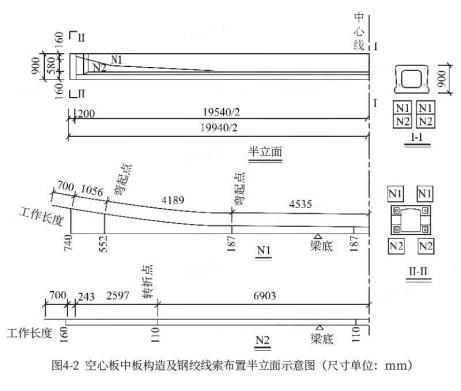 中心线
160
II
I
900
580
N1
N2
160
II
200
19540/2
19940/2
I
半立面
900
N1 N1
N2 N2
I-I
700
1056
弯起点
4189
弯起点
4535
工作长度
740
552
187
N1
梁底
187
N1 N1
N2 N2
II-II
700
243
2597
转折点
6903
工作长度
160
110
N2
梁底
110
图4-2 空心板中板构造及钢绞线索布置半立面示意图（尺寸单位：mm）